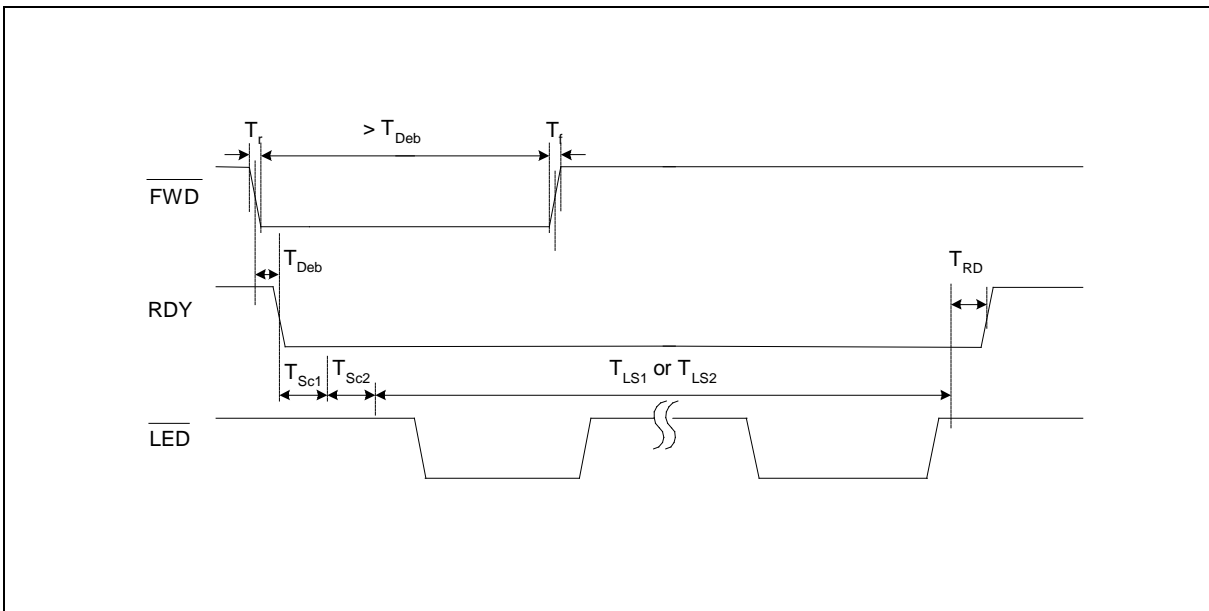 Tr
> TDeb
Tf
FWD
TDeb
TRD
RDY
TSc1
TSc2
TLS1 or TLS2
LED